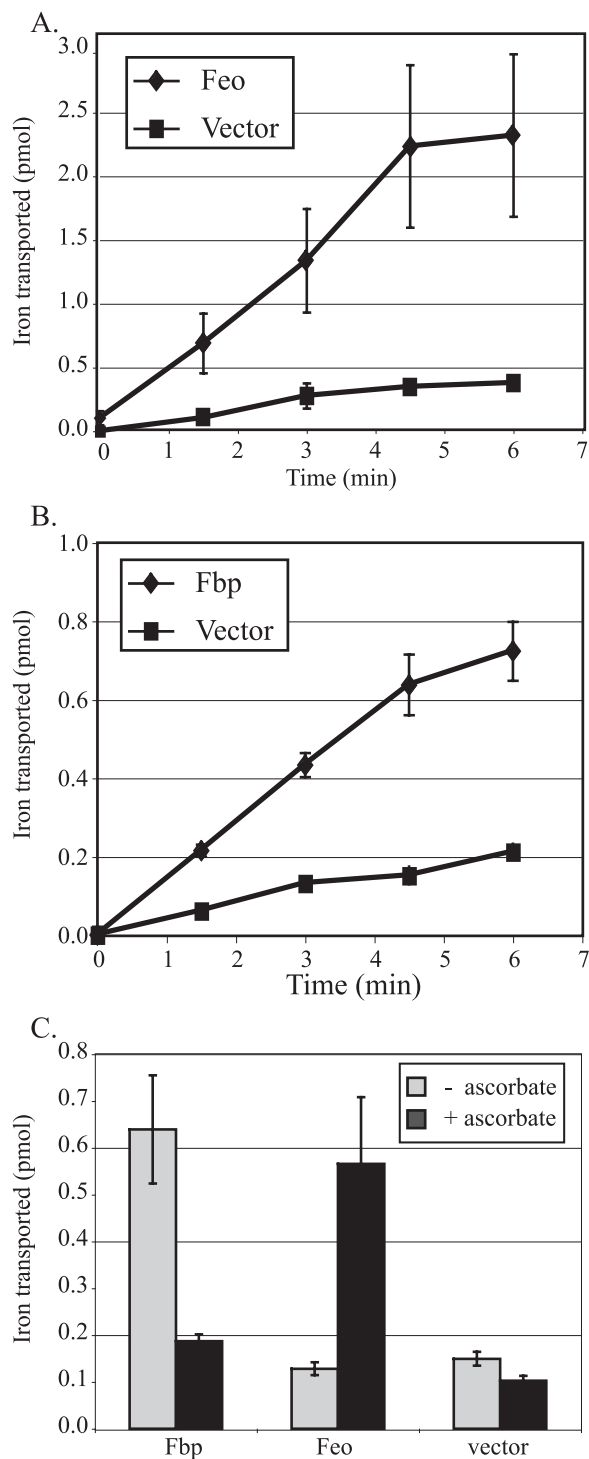 A.
Iron transported (pmol)
3.0
2.5
2.0
1.5
1.0
0.5
0.0
Feo
Vector
0 1 2 3 4 5 6 7
Time (min)
B.
Iron transported (pmol)
1.0
0.8
0.6
0.4
0.2
0.0
Fbp
Vector
0 1 2 3 4 5 6 7
Time (min)
C.
Iron transported (pmol)
0.8
0.7
0.6
0.5
0.4
0.3
0.2
0.1
0.0
- ascorbate
+ ascorbate
Fbp Feo vector